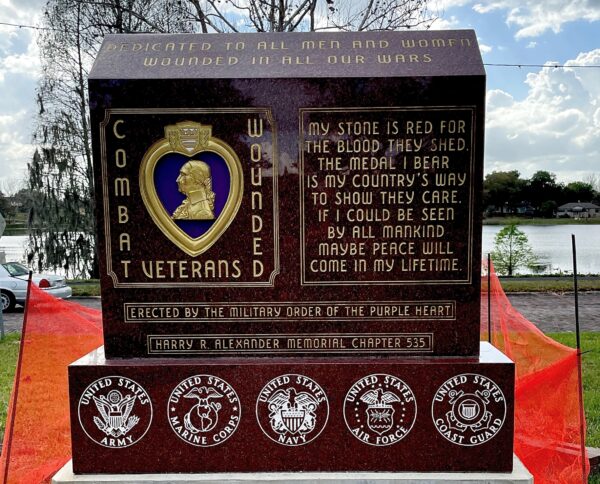 DEDICATED TO ALL MEN AND WOMEN
WOUNDED IN ALL OUR WARS
COMBAT
WOUNDED
VETERANS
MY STONE IS RED FOR
THE BLOOD THEY SHED.
THE MEDAL I BEAR
IS MY COUNTRY'S WAY
TO SHOW THEY CARE.
IF I COULD BE SEEN
BY ALL MANKIND
MAYBE PEACE WILL
COME IN MY LIFETIME.
ERECTED BY THE MILITARY ORDER OF THE PURPLE HEART
HARRY R. ALEXANDER MEMORIAL CHAPTER 535
UNITED STATES
ARMY
UNITED STATES
MARINE CORPS
UNITED STATES
NAVY
UNITED STATES
AIR FORCE
UNITED STATES
COAST GUARD